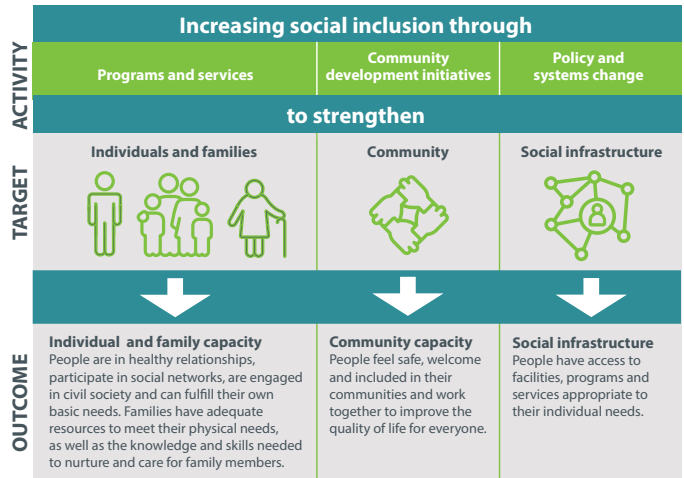 Increasing social inclusion through
ACTIVITY
Programs and services
Community
development initiatives
Policy and
systems change
to strengthen
TARGET
Individuals and families
Community
Social infrastructure
OUTCOME
Individual and family capacity
People are in healthy relationships,
participate in social networks, are engaged
in civil society and can fulfill their own
basic needs. Families have adequate
resources to meet their physical needs,
as well as the knowledge and skills needed
to nurture and care for family members.
Community capacity
People feel safe, welcome
and included in their
communities and work
together to improve the
quality of life for everyone.
Social infrastructure
People have access to
facilities, programs and
services appropriate to
their individual needs.